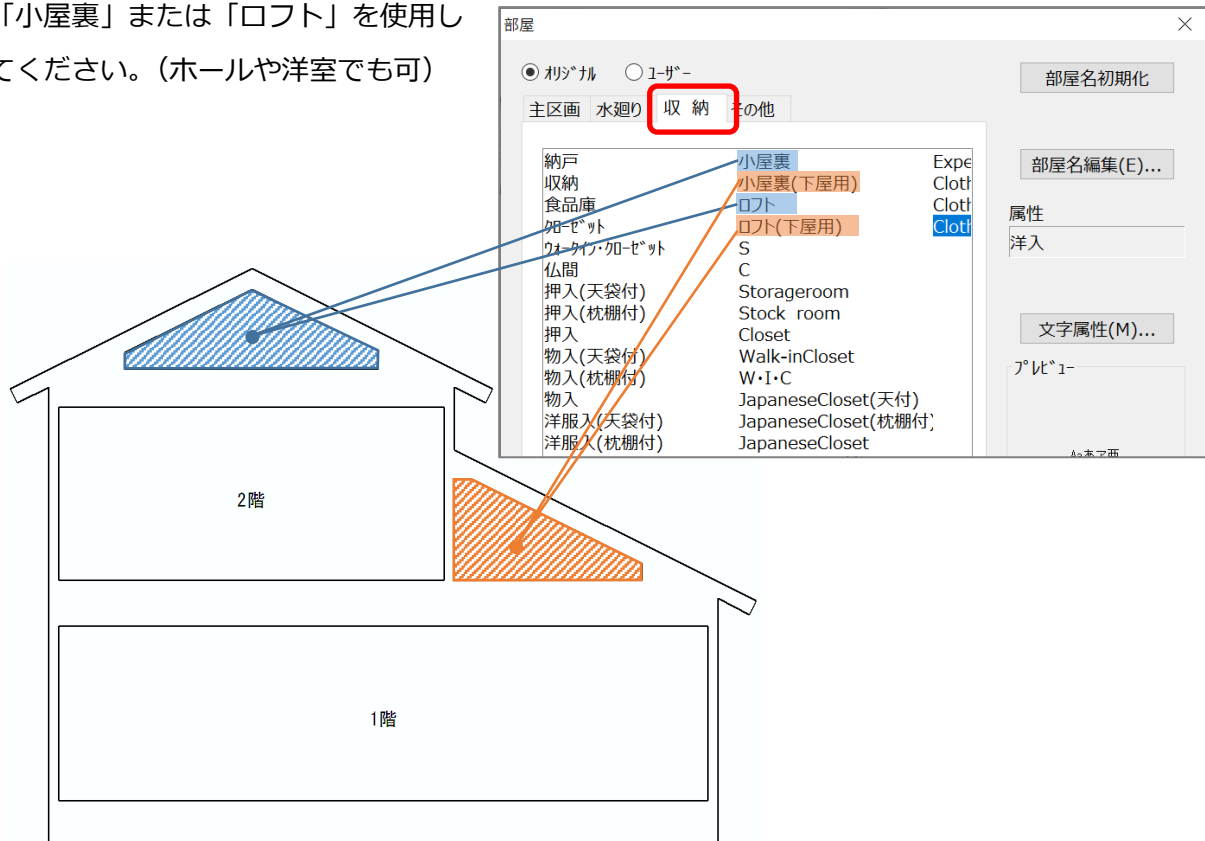 「小屋裏」または「ロフト」を使用し
てください。（ホールや洋室でも可）
部屋
ｵﾘｼﾞﾅﾙ ﾕｰｻﾞｰ
部屋名初期化
主区画 水廻り 収 納 その他
納戸 小屋裏 Expe
収納 小屋裏(下屋用) Cloth
食品庫 ロフト Cloth
ｸﾛｰｾﾞｯﾄ ロフト(下屋用) Cloth
ｳｫｰｸｲﾝ･ｸﾛｰｾﾞｯﾄ S
仏間 C
押入(天袋付) Storageroom
押入(枕棚付) Stock room
押入 Closet
物入(天袋付) Walk-inCloset
物入(枕棚付) W･I･C
物入 JapaneseCloset(天付)
洋服入(天袋付) JapaneseCloset(枕棚付)
洋服入(枕棚付) JapaneseCloset
部屋名編集(E)...
属性
洋入
文字属性(M)...
ﾌﾟﾚﾋﾞｭｰ
2階
1階